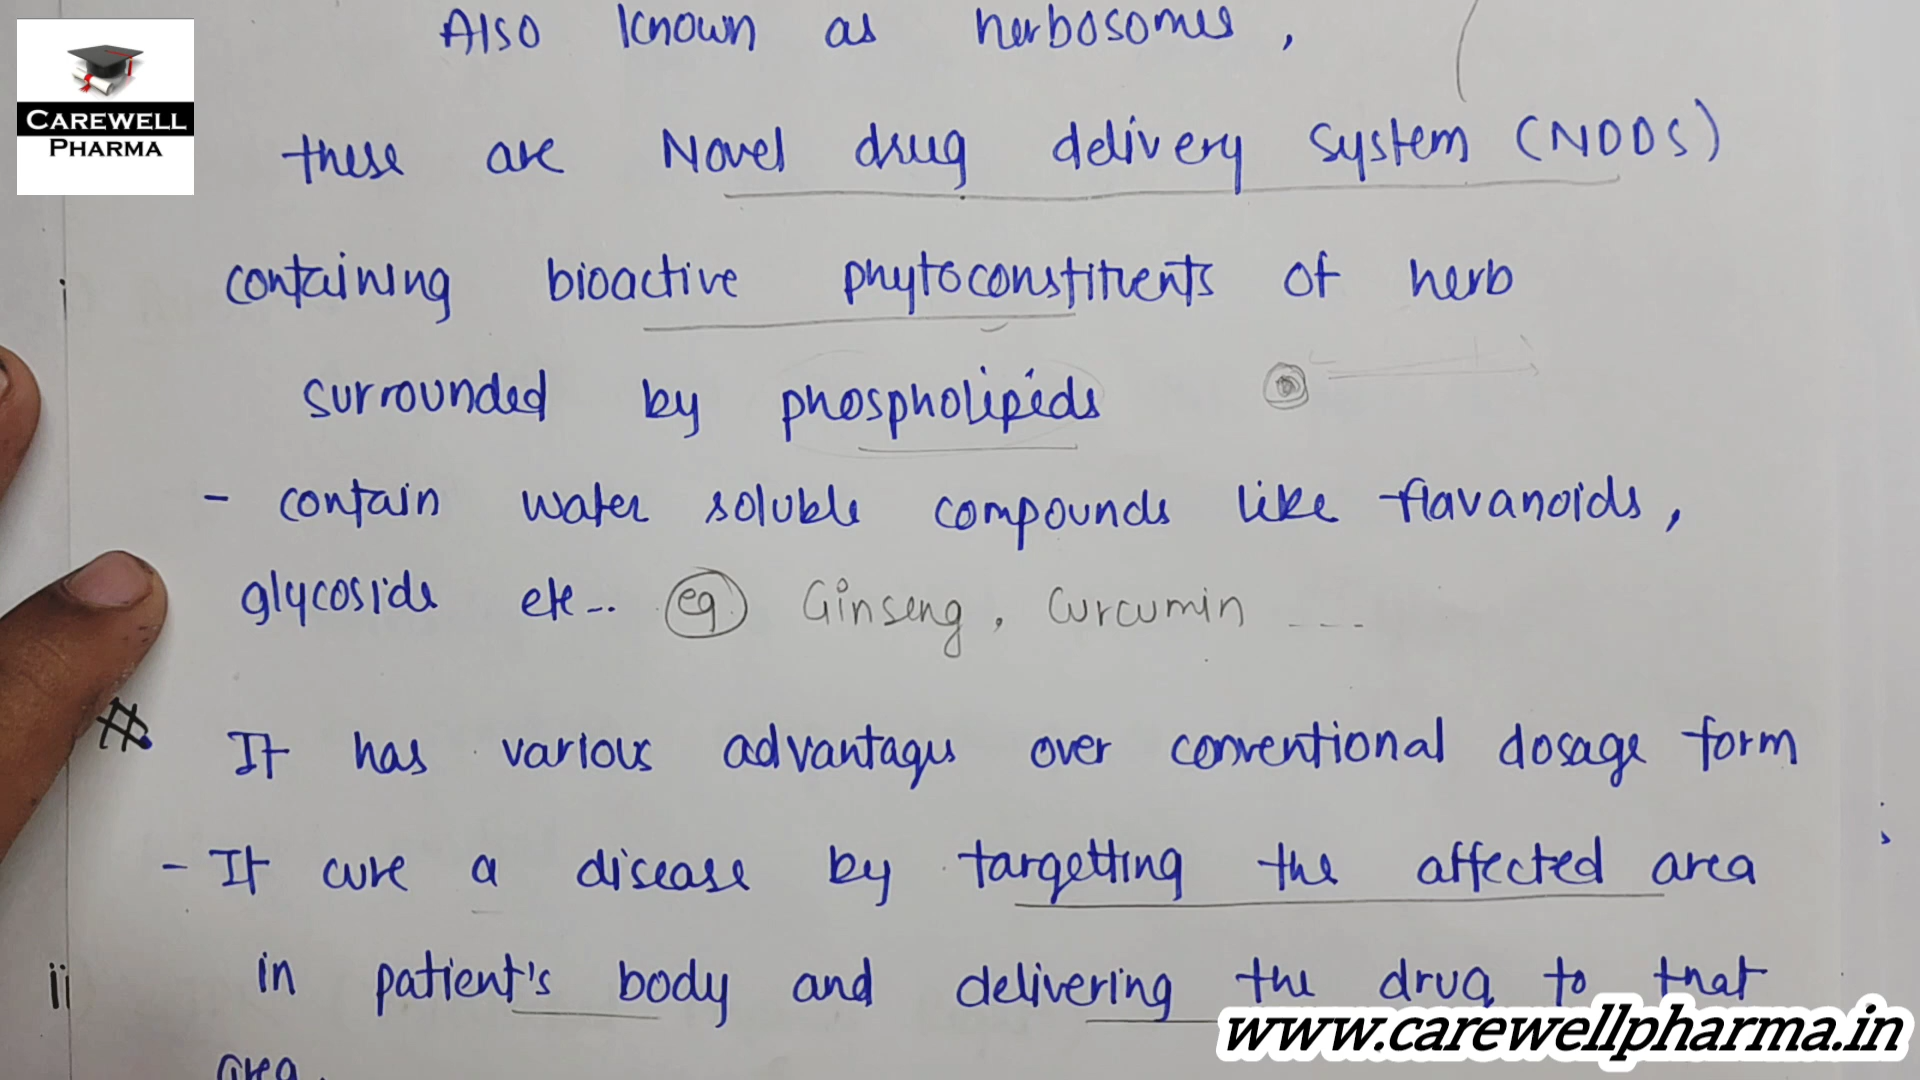 Also known as herbosomes,
CAREWELL
PHARMA
these are Novel drug delivery system (NDDS)
containing bioactive phytoconstituents of herb
i
surrounded by phospholipids
- contain water soluble compounds like flavanoids,
glycoside etc... eg Ginseng, Curcumin ---
# It has various advantages over conventional dosage form
- It cure a disease by targetting the affected area
ii
in patient's body and delivering the drug to that
www.carewellpharma.in
area.